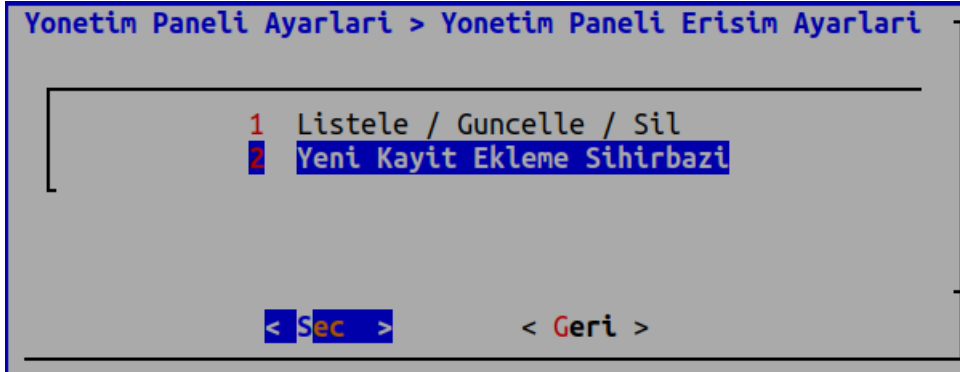 Yonetim Paneli Ayarlari > Yonetim Paneli Erisim Ayarlari
1 Listele / Guncelle / Sil
2 Yeni Kayit Ekleme Sihirbazi
< Sec > < Geri >